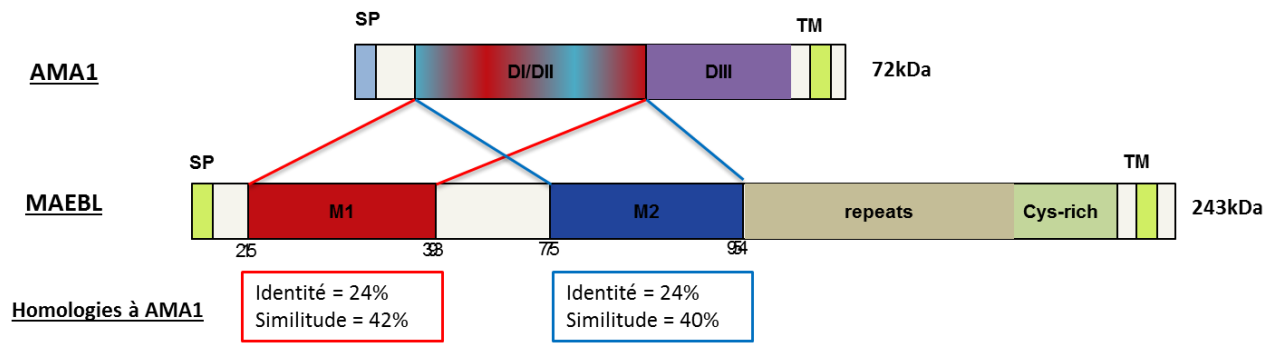 SP
TM
AMA1
DI/DII
DIII
72kDa
SP
TM
MAEBL
M1
M2
repeats
Cys-rich
243kDa
215
393
775
954
Homologies à AMA1
Identité = 24%
Similitude = 42%
Identité = 24%
Similitude = 40%